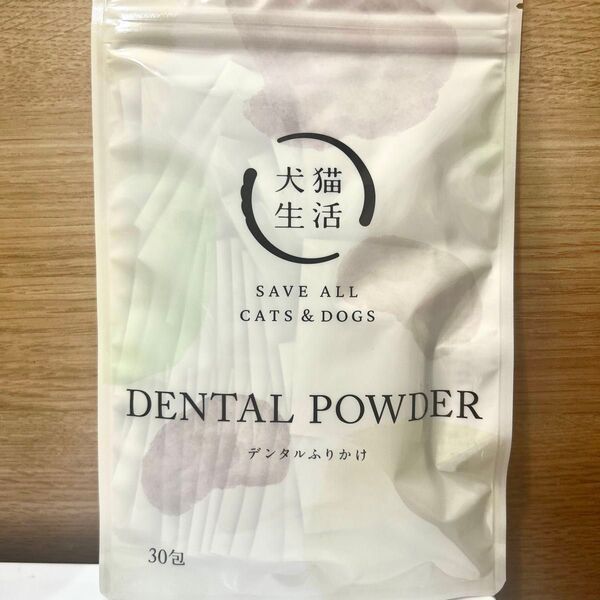 犬猫
生活
SAVE ALL
CATS & DOGS
DENTAL POWDER
デンタルふりかけ
30包